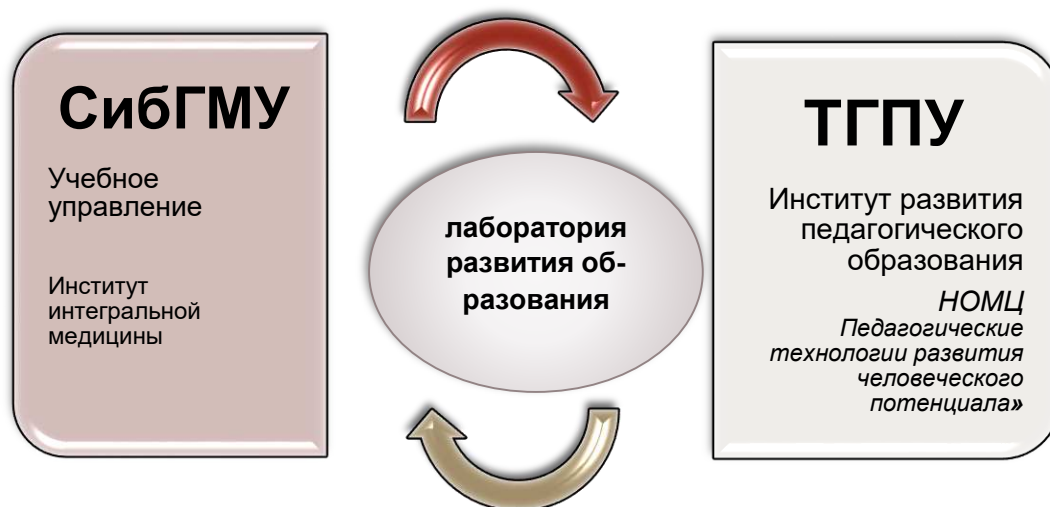 СибГМУ
Учебное
управление
Институт
интегральной
медицины
лаборатория
развития об-
разования
ТГПУ
Институт развития
педагогического
образования
НОМЦ
Педагогические
технологии развития
человеческого
потенциала»